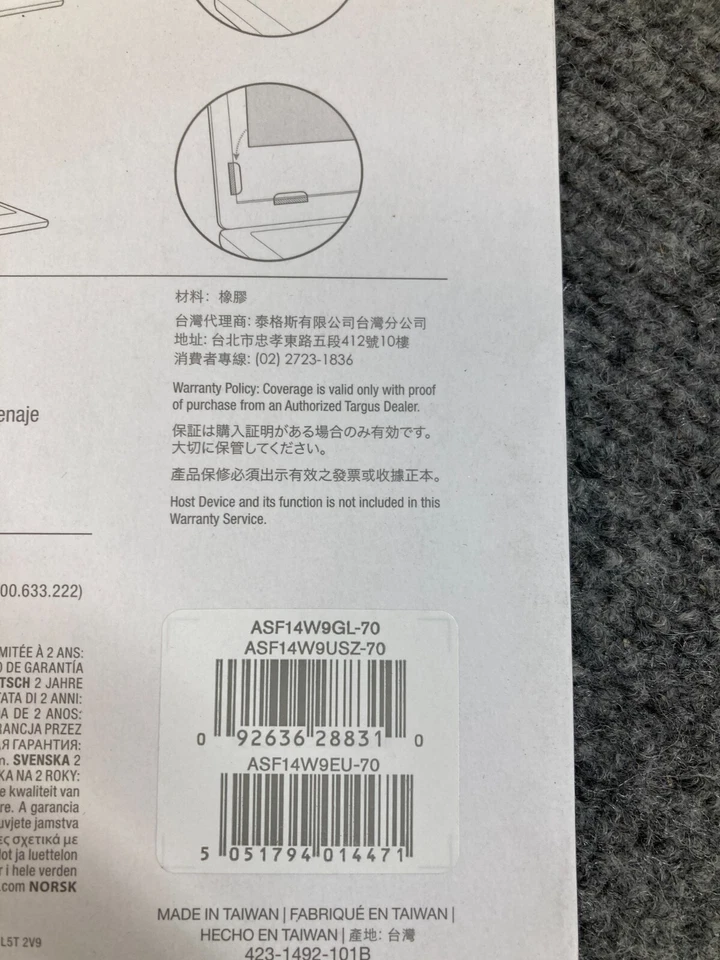 材料: 橡膠
台灣代理商: 泰格斯有限公司台灣分公司
地址: 台北市忠孝東路五段412號10樓
消費者專線: (02) 2723-1836
Warranty Policy: Coverage is valid only with proof
of purchase from an Authorized Targus Dealer.
保証は購入証明がある場合のみ有効です。
大切に保管してください。
產品保修必須出示有效之發票或收據正本。
Host Device and its function is not included in this
Warranty Service.
enaje
00.633.222)
MITÉE À 2 ANS:
O DE GARANTÍA
TSCH 2 JAHRE
TATA DI 2 ANNI:
A DE 2 ANOS:
RANCJA PRZEZ
АЯ ГАРАНТИЯ:
n. SVENSKA 2
KA NA 2 ROKY:
e kwaliteit van
re. A garancia
uvjete jamstva
ες σχετικά με
lot ja luettelon
r i hele verden
.com NORSK
L5T 2V9
ASF14W9GL-70
ASF14W9USZ-70
0 92636 28831 0
ASF14W9EU-70
5 051794 014471
MADE IN TAIWAN | FABRIQUÉ EN TAIWAN |
HECHO EN TAIWAN | 產地: 台灣
423-1492-101B